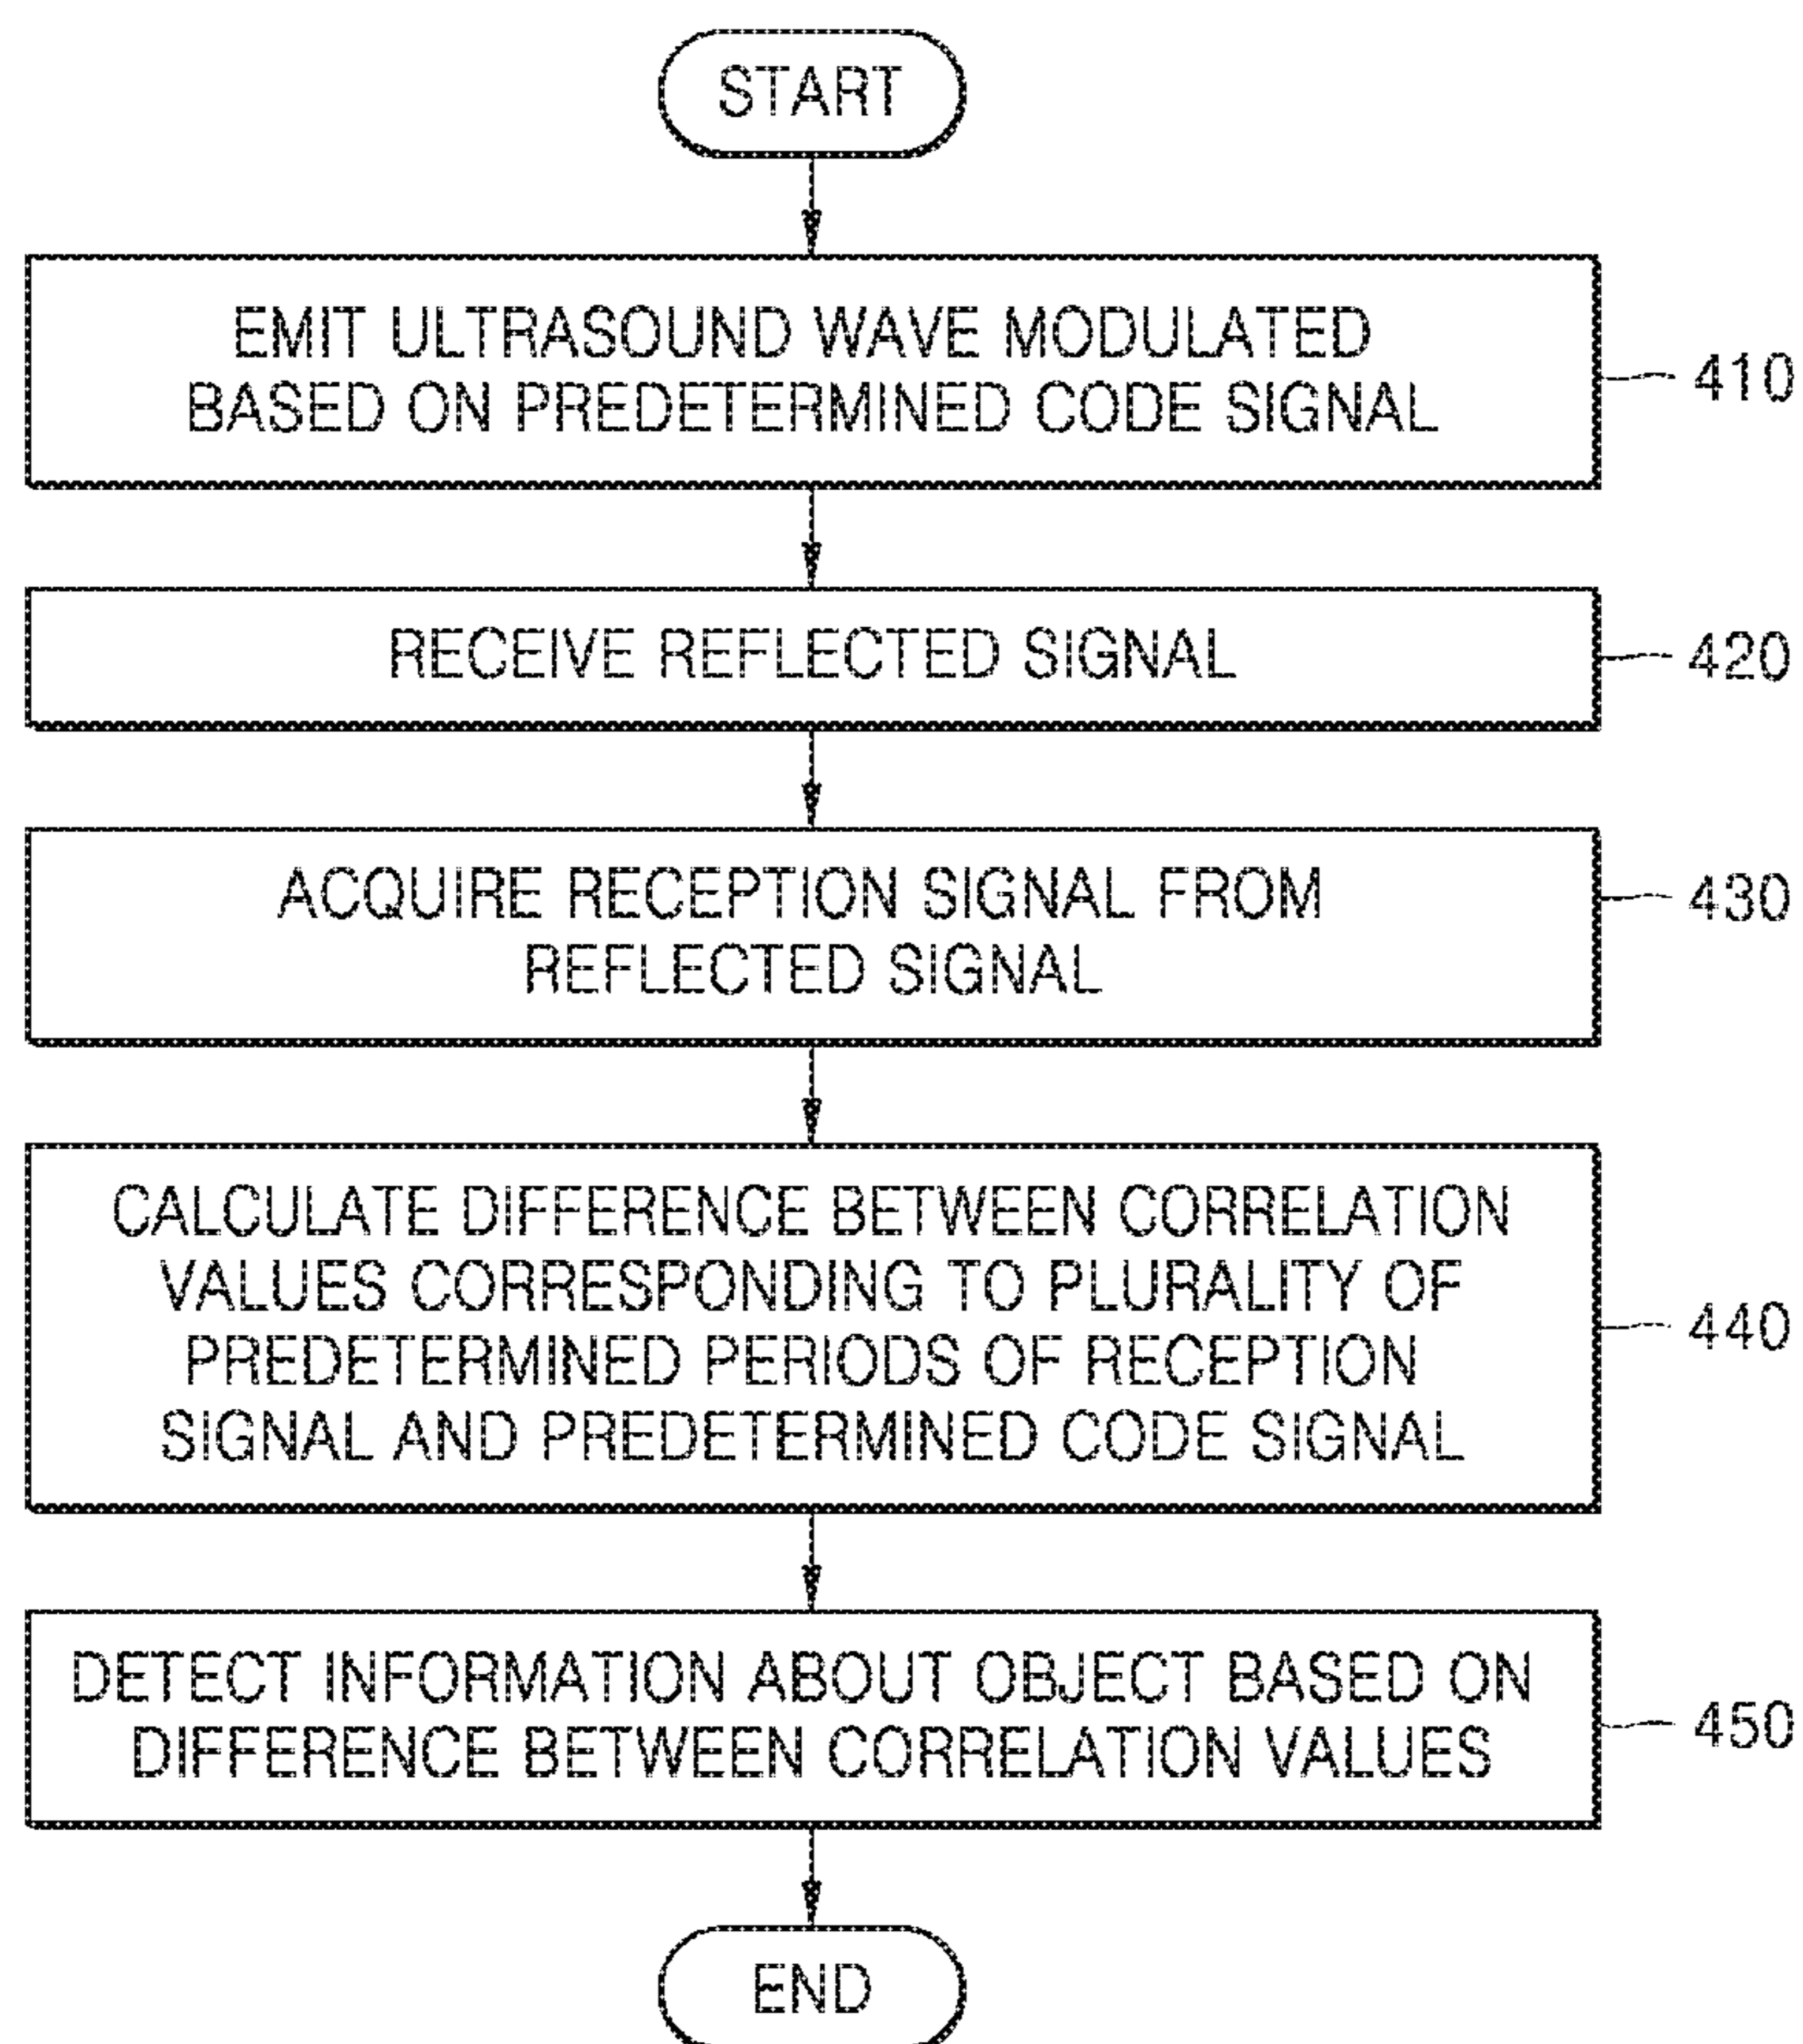 START
EMIT ULTRASOUND WAVE MODULATED
BASED ON PREDETERMINED CODE SIGNAL
410
RECEIVE REFLECTED SIGNAL
420
ACQUIRE RECEPTION SIGNAL FROM
REFLECTED SIGNAL
430
CALCULATE DIFFERENCE BETWEEN CORRELATION
VALUES CORRESPONDING TO PLURALITY OF
PREDETERMINED PERIODS OF RECEPTION
SIGNAL AND PREDETERMINED CODE SIGNAL
440
DETECT INFORMATION ABOUT OBJECT BASED ON
DIFFERENCE BETWEEN CORRELATION VALUES
450
END